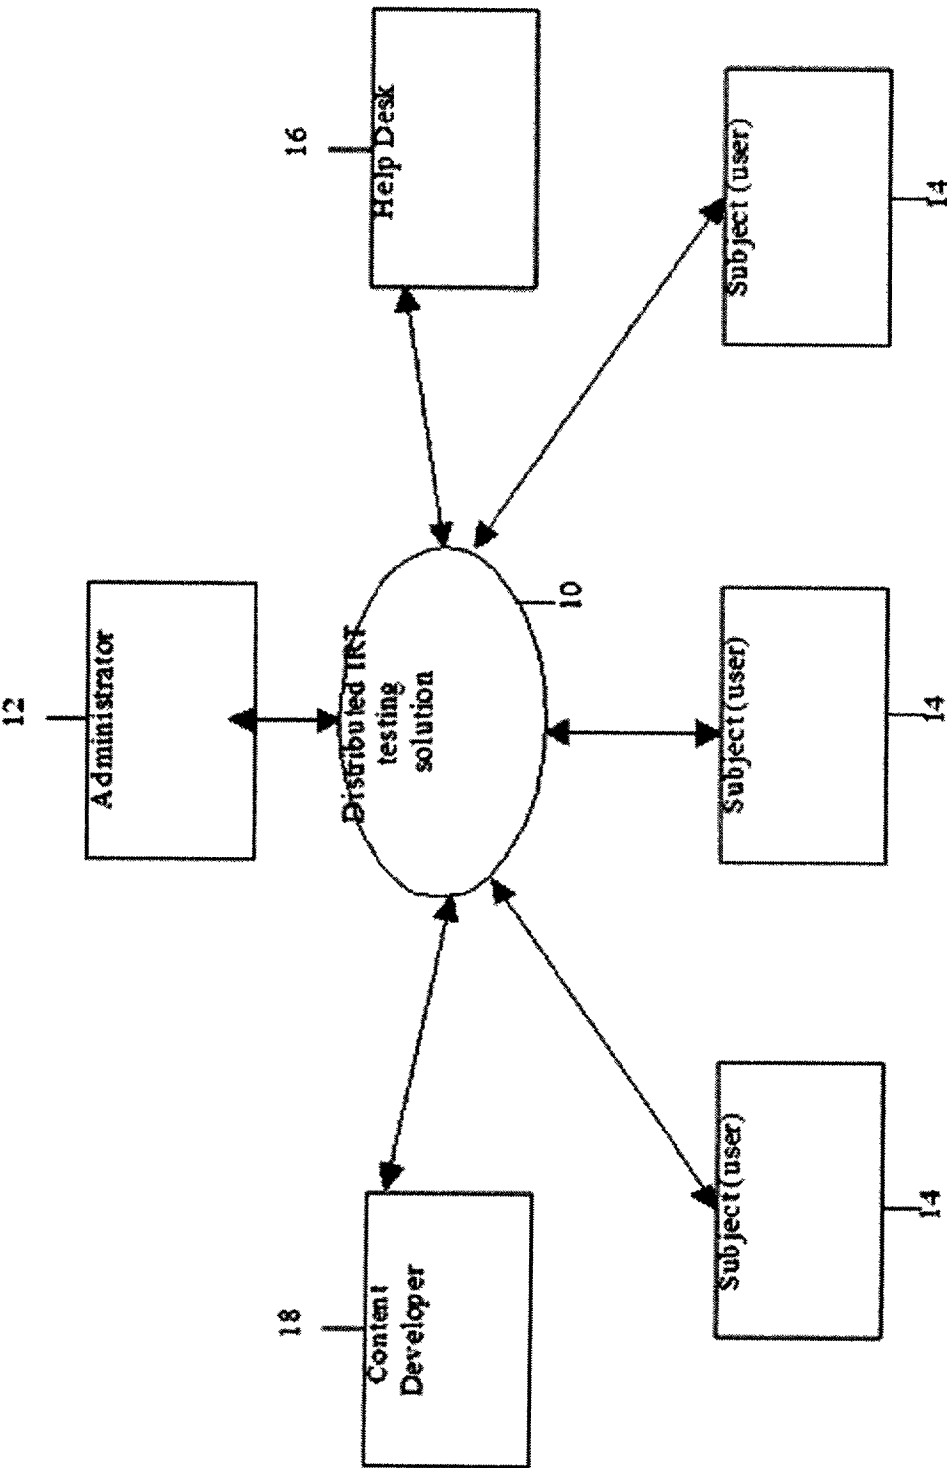 12
Administrator
18
16
Content
Developer
Distributed IRT
testing
solution
Help Desk
10
Subject(user)
Subject(user)
Subject(user)
14
14
14